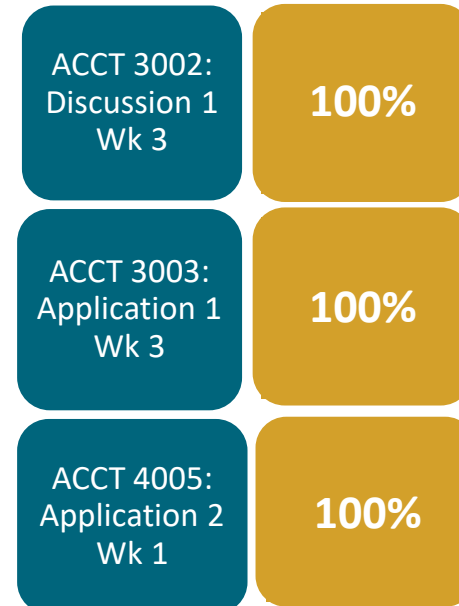 ACCT 3002:
Discussion 1
Wk 3
100%
ACCT 3003:
Application 1
Wk 3
100%
ACCT 4005:
Application 2
Wk 1
100%